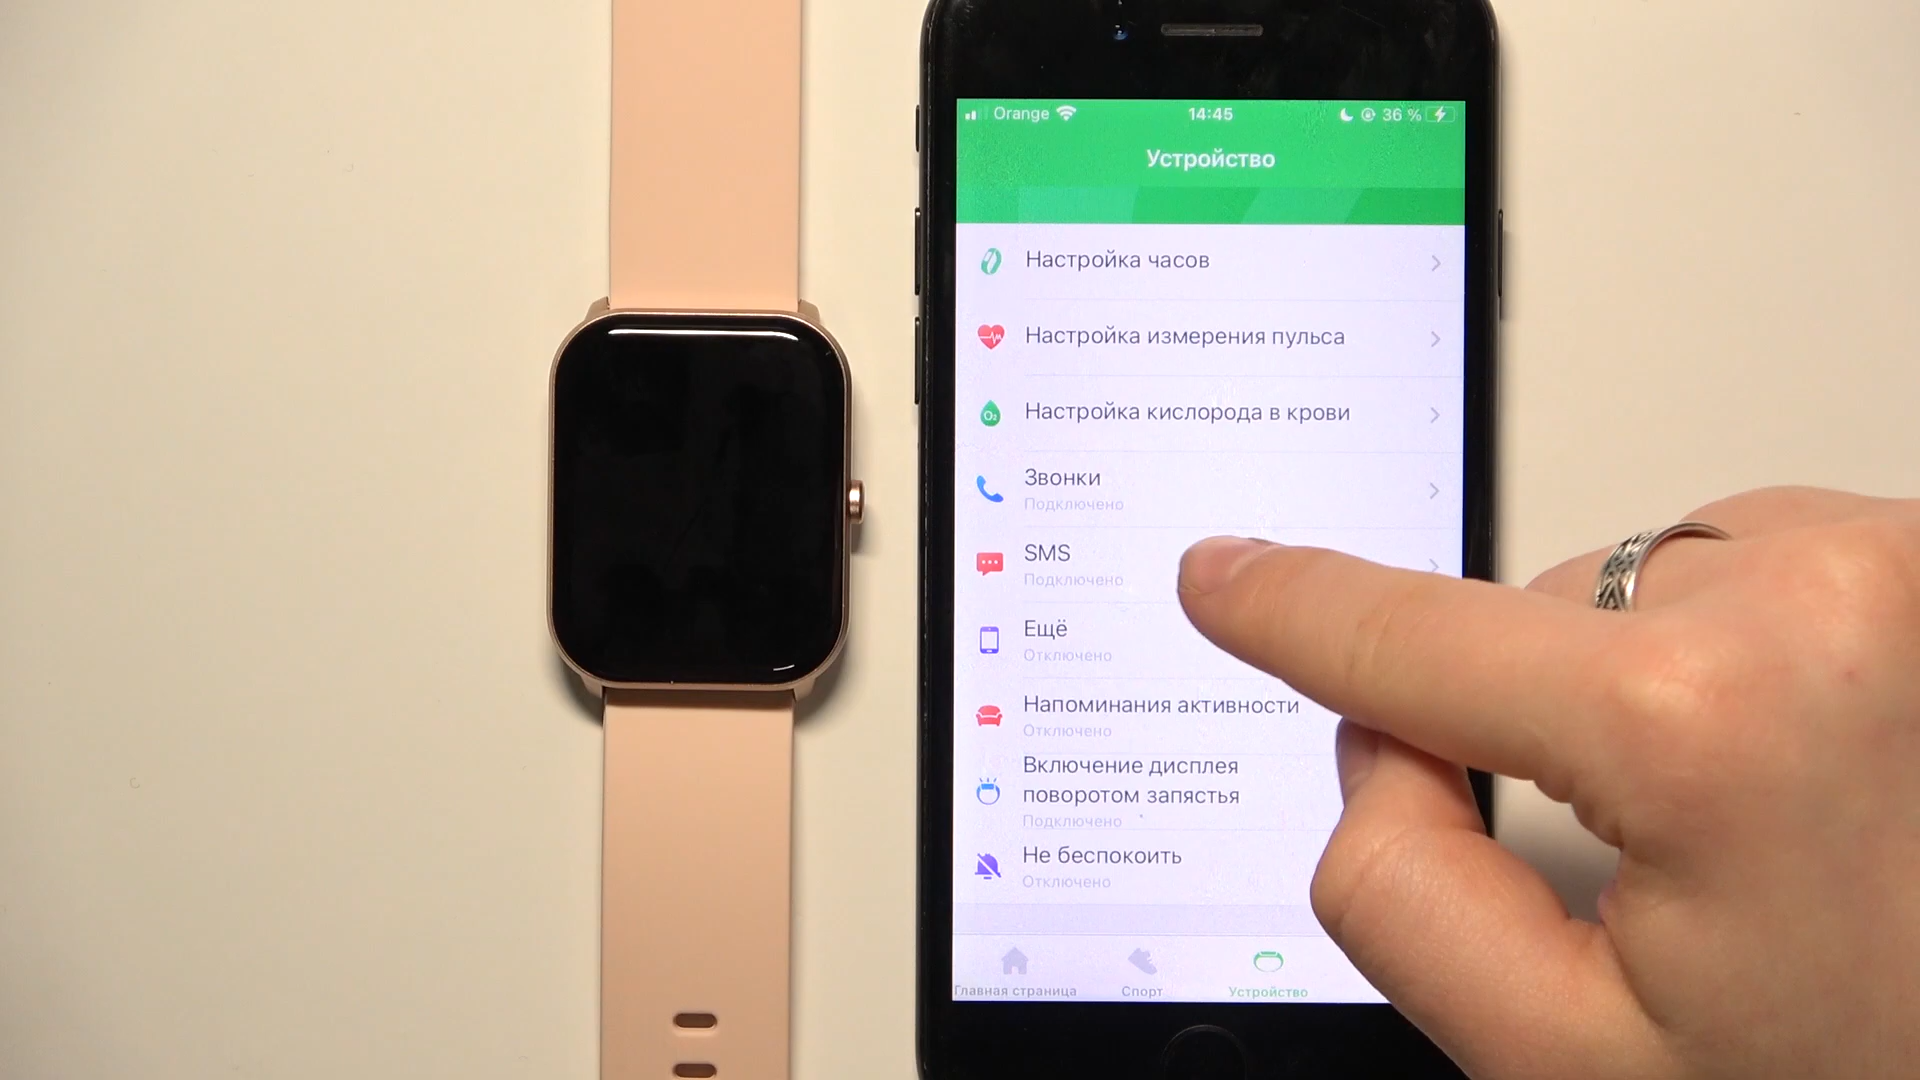 Orange 14:45 36 %
Устройство
Настройка часов
Настройка измерения пульса
O₂ Настройка кислорода в крови
Звонки
Подключено
SMS
Подключено
Ещё
Отключено
Напоминания активности
Отключено
Включение дисплея
поворотом запястья
Подключено
Не беспокоить
Отключено
Главная страница Спорт Устройство